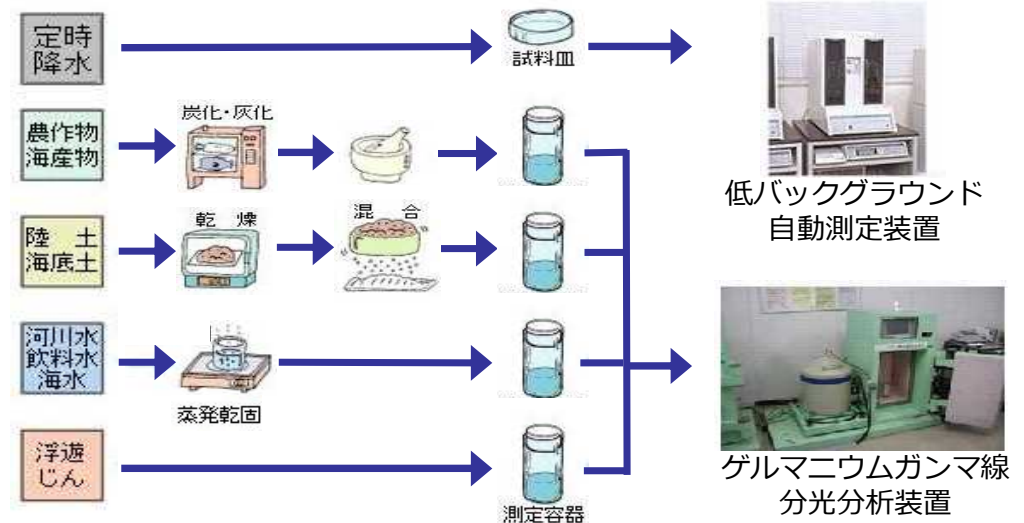 定時
降水
試料皿
低バックグラウンド
自動測定装置
農作物
海産物
炭化・灰化
陸 土
海底土
乾 燥
混 合
河川水
飲料水
海水
蒸発乾固
浮遊
じん
測定容器
ゲルマニウムガンマ線
分光分析装置